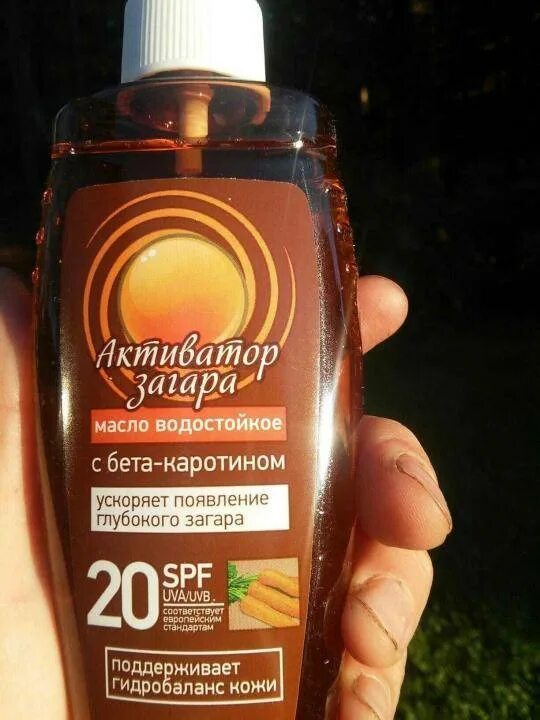 Активатор
загара
масло водостойкое
с бета-каротином
ускоряет появление
глубокого загара
20 SPF
UVA/UVB
соответствует
европейским
стандартам
поддерживает
гидробаланс кожи